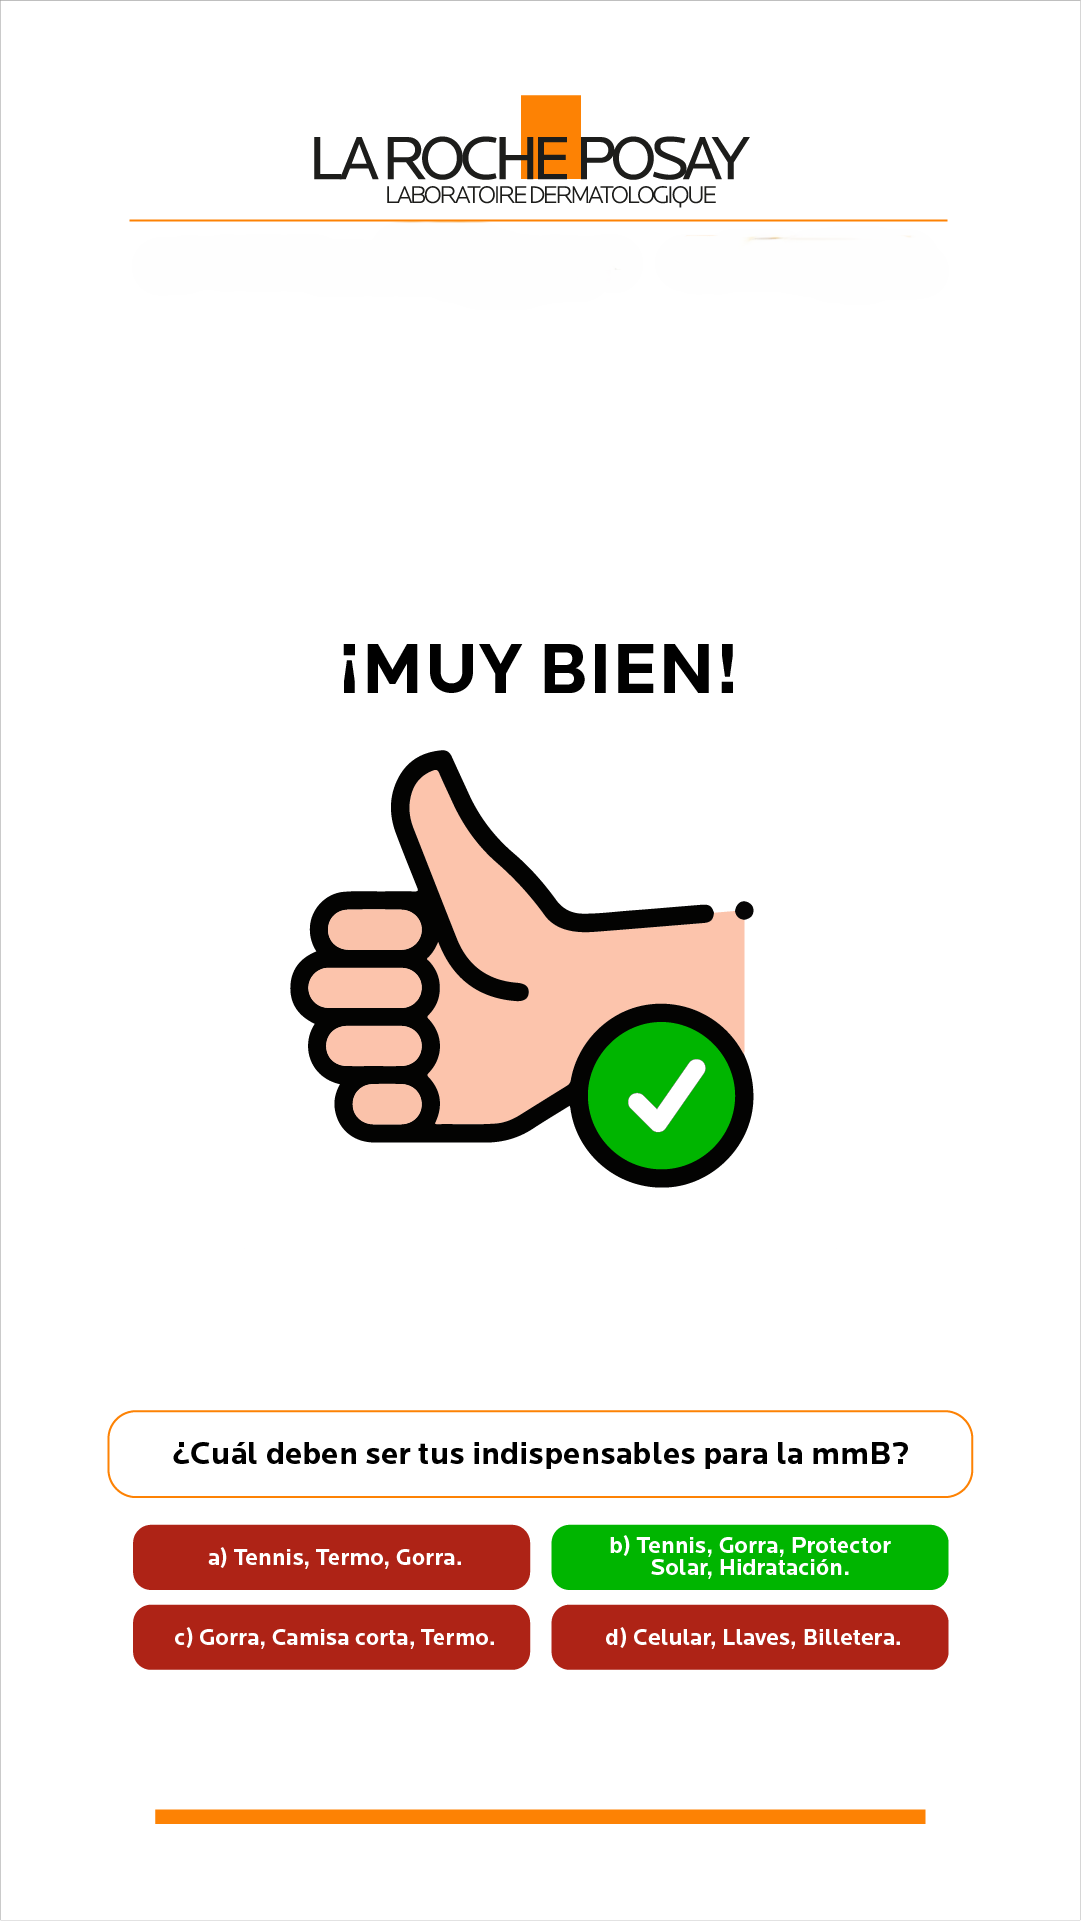 LA ROCHE POSAY
LABORATOIRE DERMATOLOGIQUE
¡MUY BIEN!
¿Cuál deben ser tus indispensables para la mmB?
a) Tennis, Termo, Gorra.
b) Tennis, Gorra, Protector
Solar, Hidratación.
c) Gorra, Camisa corta, Termo.
d) Celular, Llaves, Billetera.